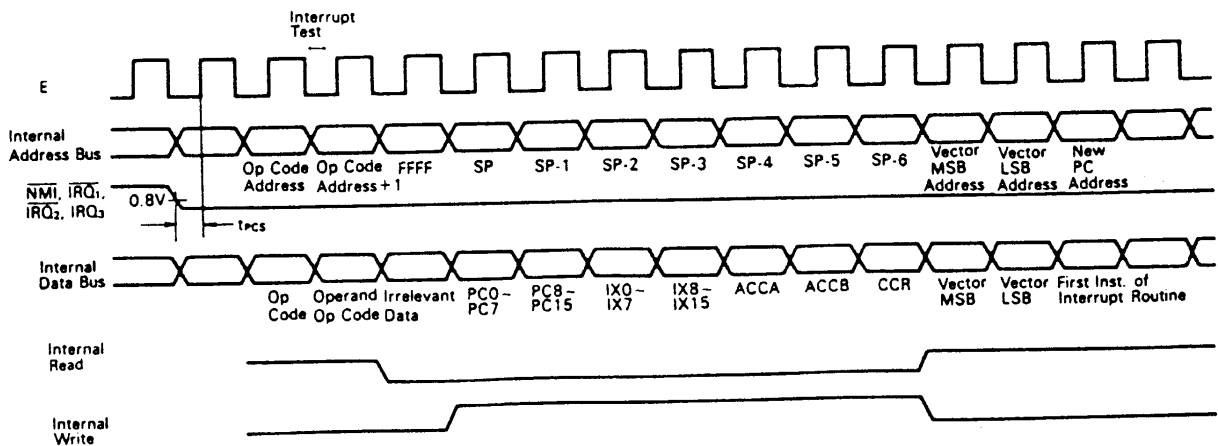 Interrupt
Test
E
Internal
Address Bus
Op Code
Address
Op Code
Address + 1
FFFF
SP
SP-1
SP-2
SP-3
SP-4
SP-5
SP-6
Vector
MSB
Address
Vector
LSB
Address
New
PC
Address
NMI, IRQ₁,
IRQ₂, IRQ₃
0.8V
tPCS
Internal
Data Bus
Op
Code
Operand
Op Code
Irrelevant
Data
PC0~
PC7
PC8~
PC15
IX0~
IX7
IX8~
IX15
ACCA
ACCB
CCR
Vector
MSB
Vector
LSB
First Inst. of
Interrupt Routine
Internal
Read
Internal
Write